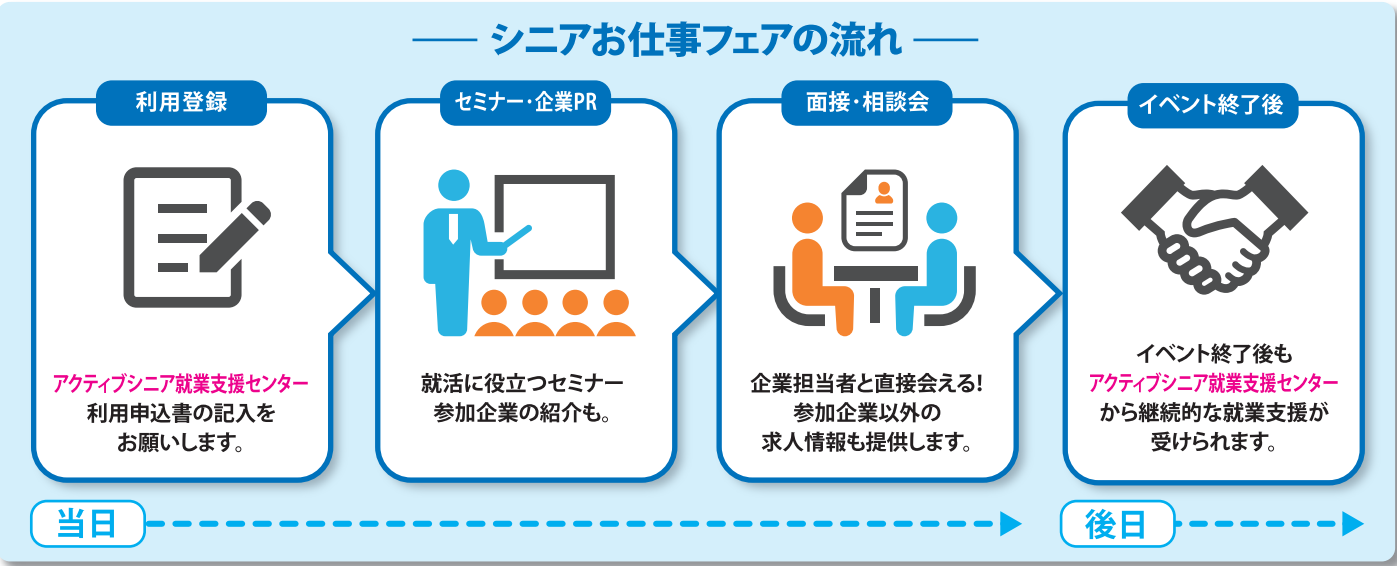 シニアお仕事フェアの流れ
利用登録
アクティブシニア就業支援センター
利用申込書の記入を
お願いします。
セミナー・企業PR
就活に役立つセミナー
参加企業の紹介も。
面接・相談会
企業担当者と直接会える!
参加企業以外の
求人情報も提供します。
イベント終了後
イベント終了後も
アクティブシニア就業支援センター
から継続的な就業支援が
受けられます。
当日
後日